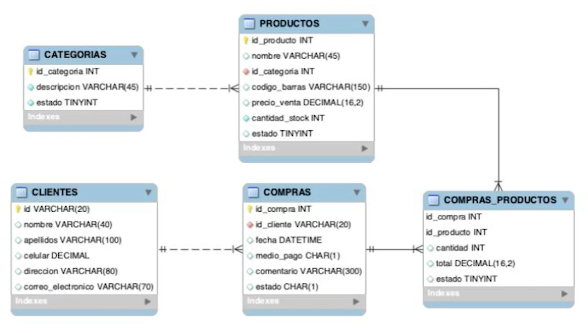 CATEGORIAS
id_categoria INT
descripcion VARCHAR(45)
estado TINYINT
Indexes
PRODUCTOS
id_producto INT
nombre VARCHAR(45)
id_categoria INT
codigo_barras VARCHAR(150)
precio_venta DECIMAL(16,2)
cantidad_stock INT
estado TINYINT
Indexes
CLIENTES
id VARCHAR(20)
nombre VARCHAR(40)
apellidos VARCHAR(100)
celular DECIMAL
direccion VARCHAR(80)
correo_electronico VARCHAR(70)
Indexes
COMPRAS
id_compra INT
id_cliente VARCHAR(20)
fecha DATETIME
medio_pago CHAR(1)
comentario VARCHAR(300)
estado CHAR(1)
Indexes
COMPRAS_PRODUCTOS
id_compra INT
id_producto INT
cantidad INT
total DECIMAL(16,2)
estado TINYINT
Indexes